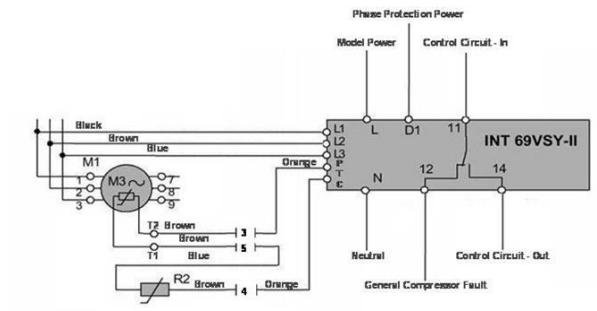 Phase Protection Power
Model Power
Control Circuit - In
Black
Brown
Blue
L1
L2
L3
L
D1
11
INT 69VSY-II
M1
Orange
P
T
C
N
12
14
M3
1
2
3
7
8
9
T2 Brown
3
Brown
5
T1
Blue
Neutral
Control Circuit - Out
R2
Brown
4
Orange
General Compressor Fault